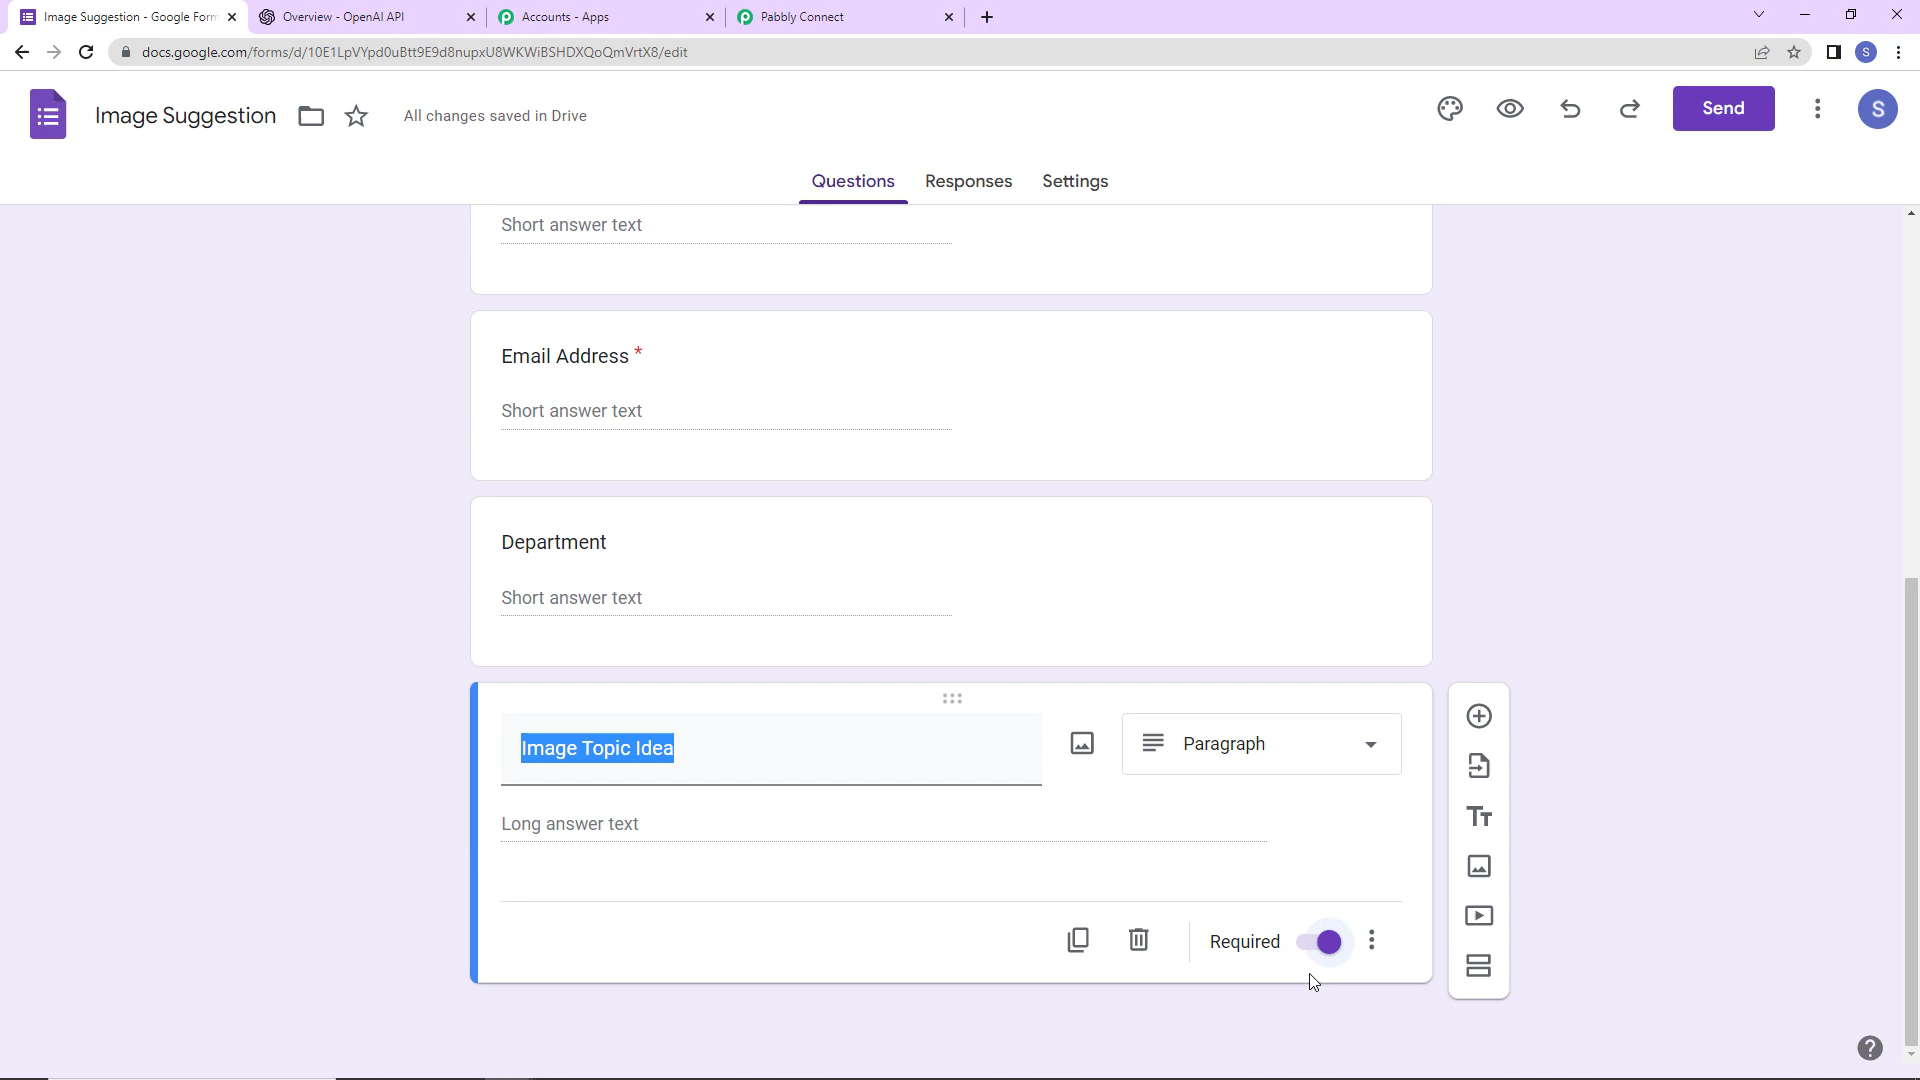 Image Suggestion - Google Form
Overview - OpenAI API
Accounts - Apps
Pabbly Connect
docs.google.com/forms/d/10E1LpVYpd0uBtt9E9d8nupxU8WKWiBSHDXQoQmVrtX8/edit
S
Image Suggestion
All changes saved in Drive
Send
S
Questions
Responses
Settings
Short answer text
Email Address *
Short answer text
Department
Short answer text
Image Topic Idea
Paragraph
Long answer text
Tт
Required
?